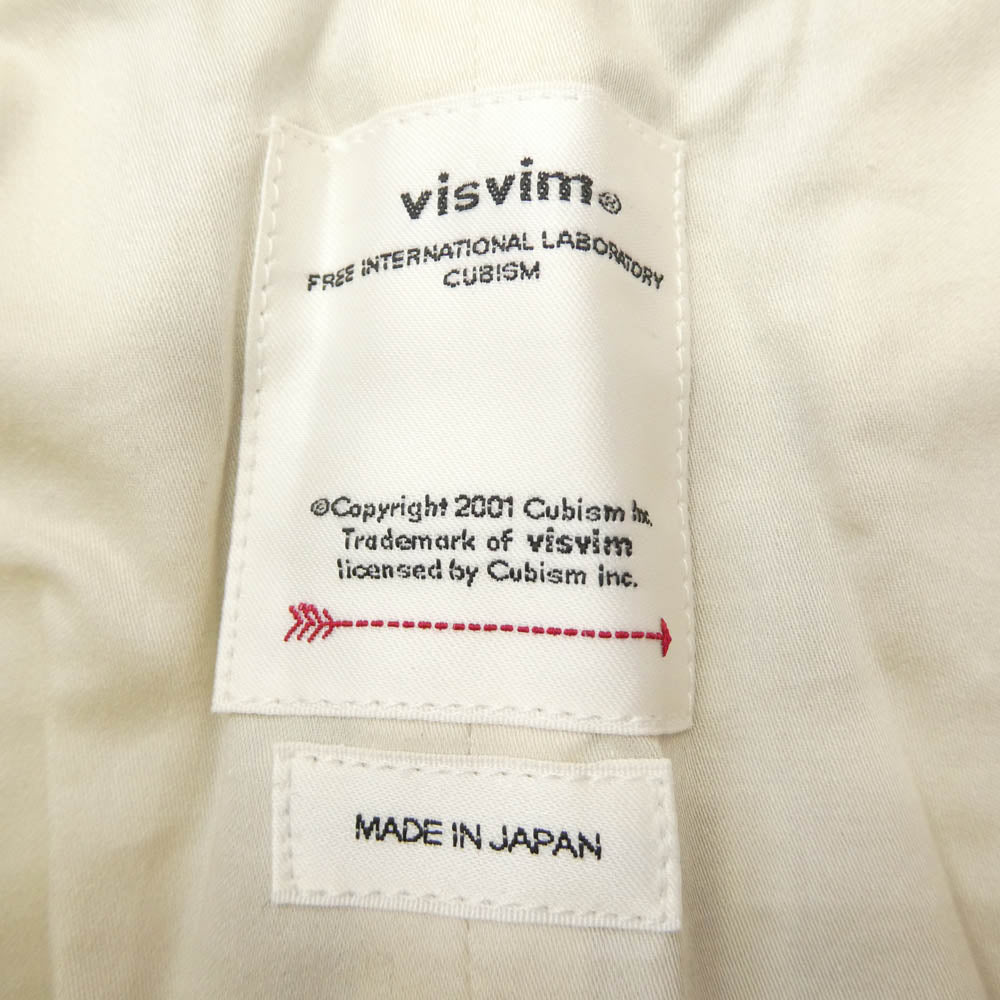 visvim®
FREE INTERNATIONAL LABORATORY
CUBISM
©Copyright 2001 Cubism Inc.
Trademark of visvim
licensed by Cubism Inc.
MADE IN JAPAN